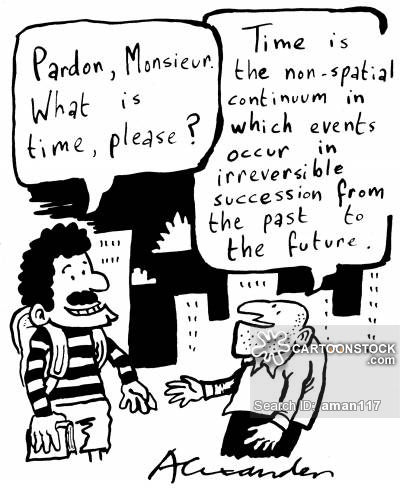 Pardon, Monsieur.
What is
time, please?
Time is
the non-spatial
continuum in
which events
occur in
irreversible
succession from
the past to
the future.
CARTOONSTOCK
.com
Search ID: aman117
Alexander